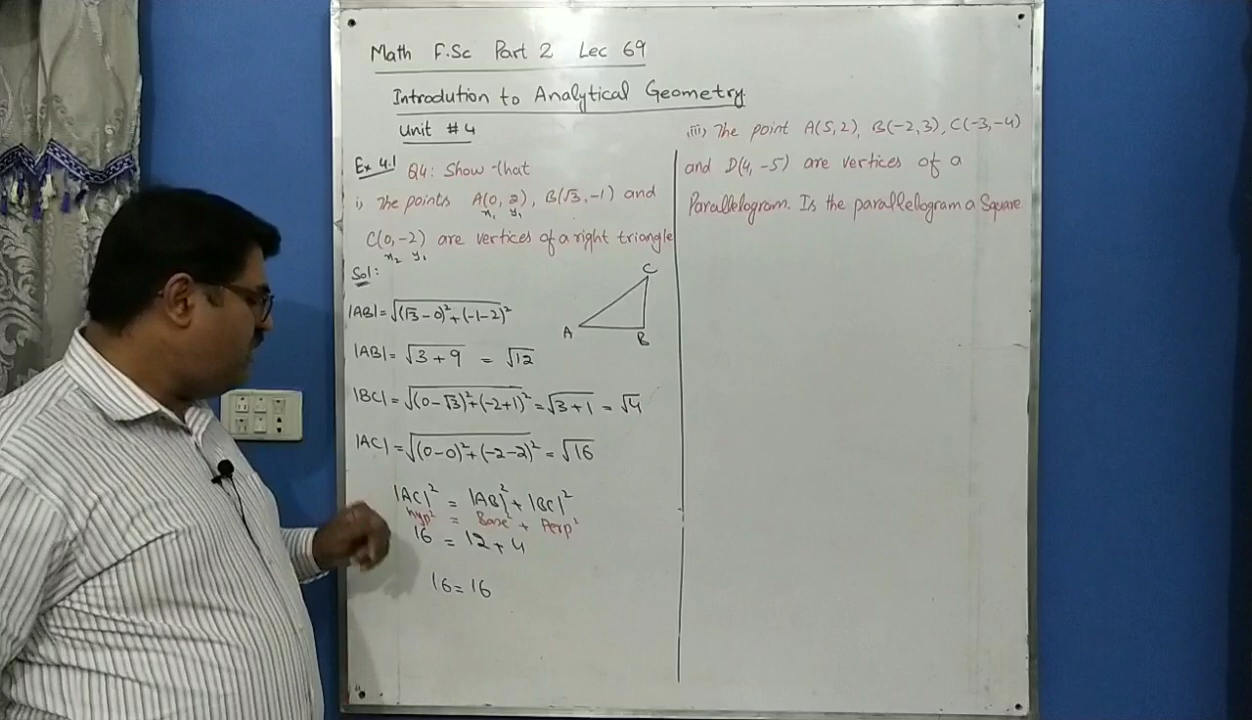 Math F.Sc Part 2 Lec 69
Introdution to Analytical Geometry
Unit #4
Ex 4.1 Q4: Show that
i) The points A(0, 2), B(√3, -1) and
x₁ y₁
C(0, -2) are vertices of a right triangle
x₂ y₁
Sol:
C
A
B
|AB| = √(√3-0)²+(-1-2)²
|AB| = √3+9 = √12
|BC| = √(0-√3)²+(-2+1)² = √3+1 = √4
|AC| = √(0-0)²+(-2-2)² = √16
|AC|² = |AB|² + |BC|²
hyp² = Base² + Perp²
16 = 12+4
16 = 16
iii) The point A(5,2), B(-2,3), C(-3,-4)
and D(4,-5) are vertices of a
Parallelogram. Is the parallelogram a Square